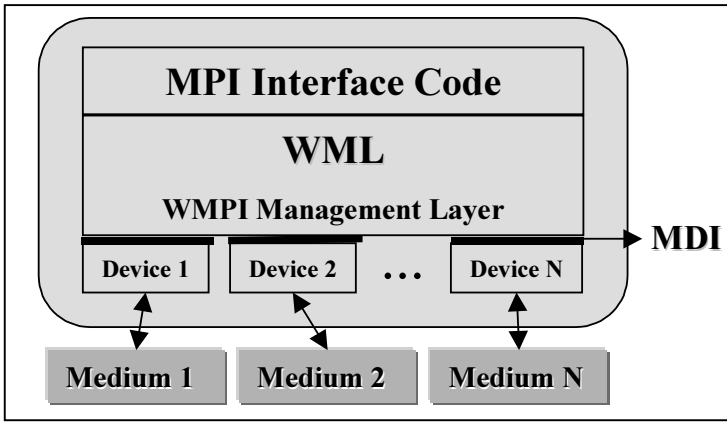 MPI Interface Code
WML
WMPI Management Layer
MDI
Device 1 Device 2 ... Device N
Medium 1 Medium 2 Medium N